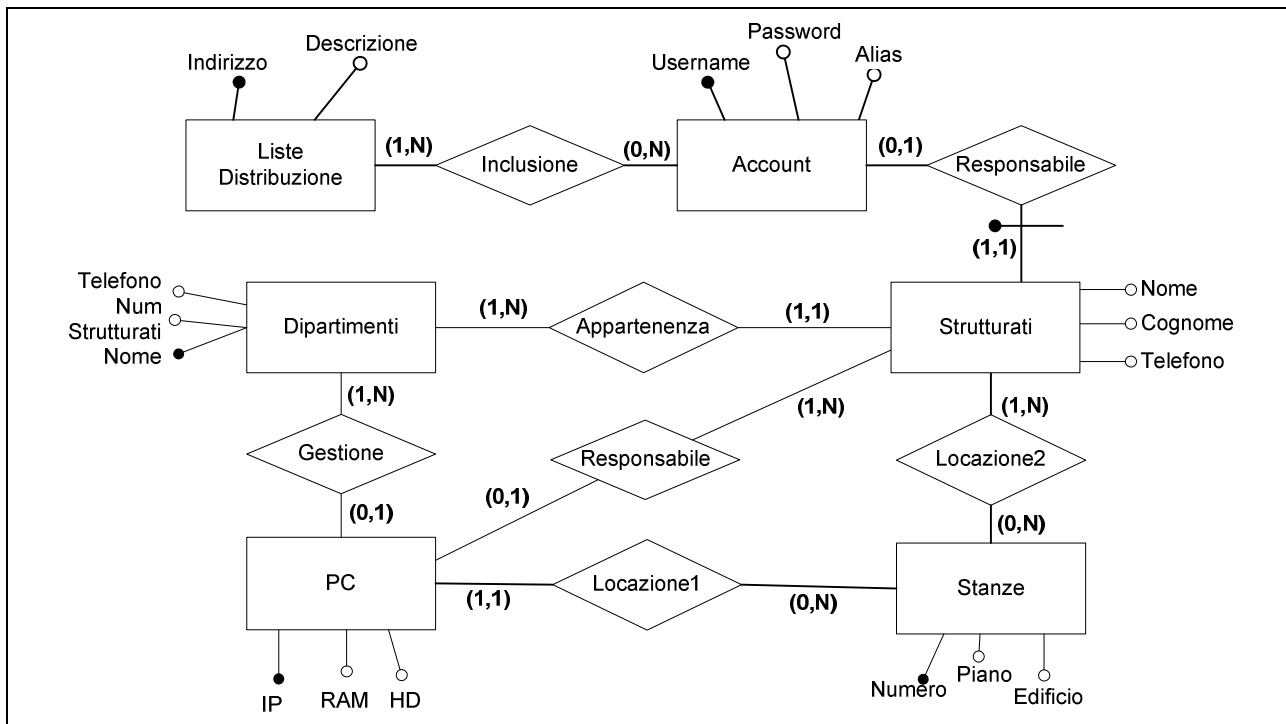 Password
Descrizione
Alias
Indirizzo
Username
Liste
Distribuzione
(1,N)
Inclusione
(0,N)
Account
(0,1)
Responsabile
(1,1)
Telefono
Num
Strutturati
Nome
Dipartimenti
(1,N)
Appartenenza
(1,1)
Strutturati
Nome
Cognome
Telefono
(1,N)
(1,N)
(1,N)
Gestione
Responsabile
Locazione2
(0,1)
(0,1)
(0,N)
PC
(1,1)
Locazione1
(0,N)
Stanze
IP
RAM
HD
Numero
Piano
Edificio